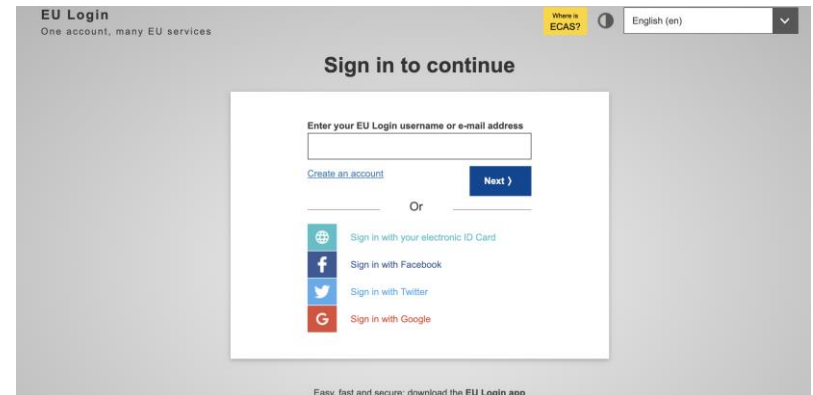 EU Login
One account, many EU services
Where is
ECAS?
English (en)
Sign in to continue
Enter your EU Login username or e-mail address
Create an account
Next ⟩
Or
Sign in with your electronic ID Card
f
Sign in with Facebook
Sign in with Twitter
G
Sign in with Google
Easy, fast and secure: download the EU Login app